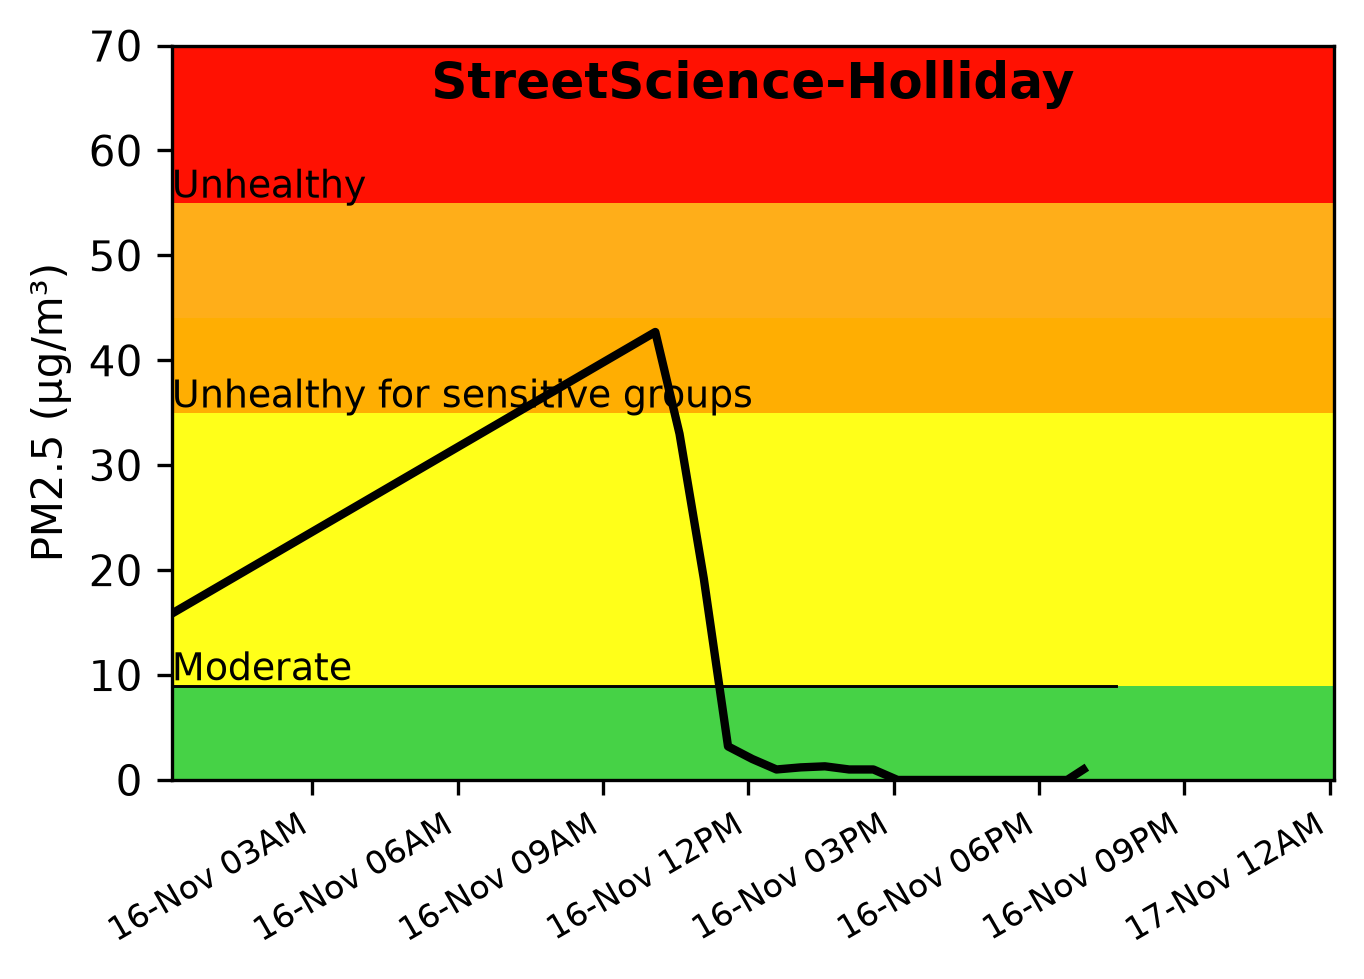 StreetScience-Holliday
PM2.5 (µg/m³)
70
60
50
40
30
20
10
0
Unhealthy
Unhealthy for sensitive groups
Moderate
16-Nov 03AM
16-Nov 06AM
16-Nov 09AM
16-Nov 12PM
16-Nov 03PM
16-Nov 06PM
16-Nov 09PM
17-Nov 12AM